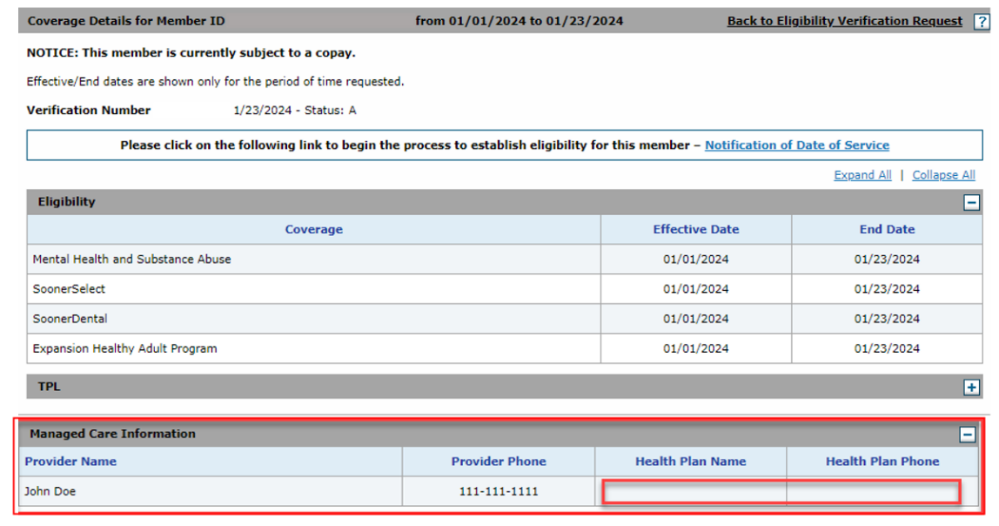 Coverage Details for Member ID from 01/01/2024 to 01/23/2024 Back to Eligibility Verification Request ?
NOTICE: This member is currently subject to a copay.
Effective/End dates are shown only for the period of time requested.
Verification Number 1/23/2024 - Status: A
Please click on the following link to begin the process to establish eligibility for this member – Notification of Date of Service
Expand All | Collapse All
Eligibility
Coverage Effective Date End Date
Mental Health and Substance Abuse 01/01/2024 01/23/2024
SoonerSelect 01/01/2024 01/23/2024
SoonerDental 01/01/2024 01/23/2024
Expansion Healthy Adult Program 01/01/2024 01/23/2024
TPL
Managed Care Information
Provider Name Provider Phone Health Plan Name Health Plan Phone
John Doe 111-111-1111